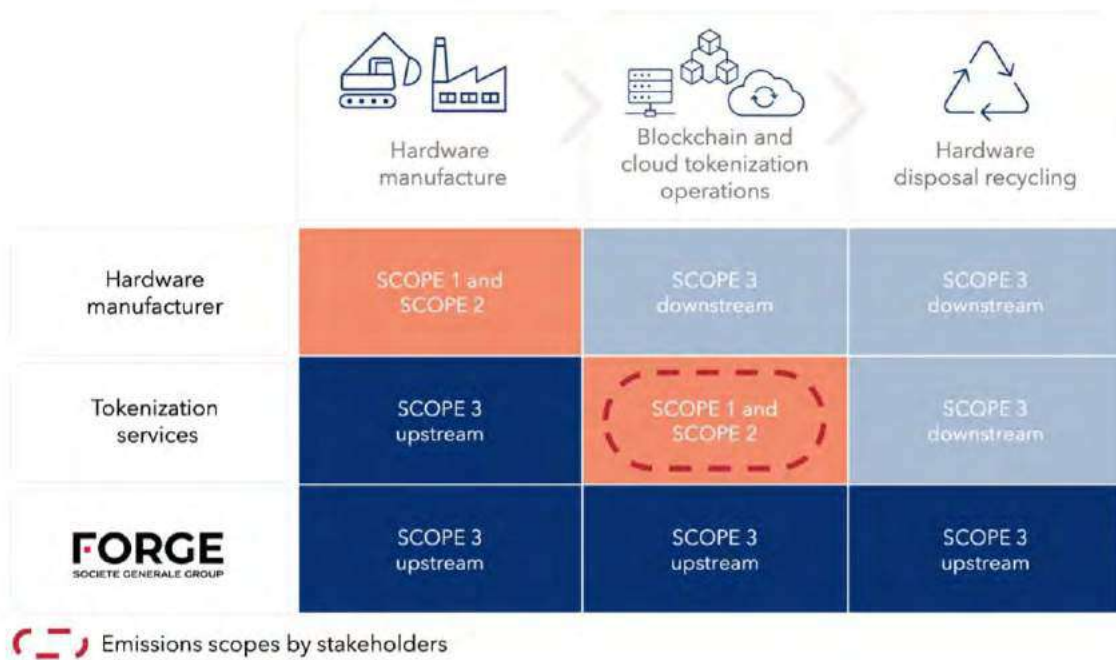 Hardware
manufacture
Blockchain and
cloud tokenization
operations
Hardware
disposal recycling
Hardware
manufacturer
SCOPE 1 and
SCOPE 2
SCOPE 3
downstream
SCOPE 3
downstream
Tokenization
services
SCOPE 3
upstream
SCOPE 1 and
SCOPE 2
SCOPE 3
downstream
FORGE
SOCIETE GENERALE GROUP
SCOPE 3
upstream
SCOPE 3
upstream
SCOPE 3
upstream
Emissions scopes by stakeholders